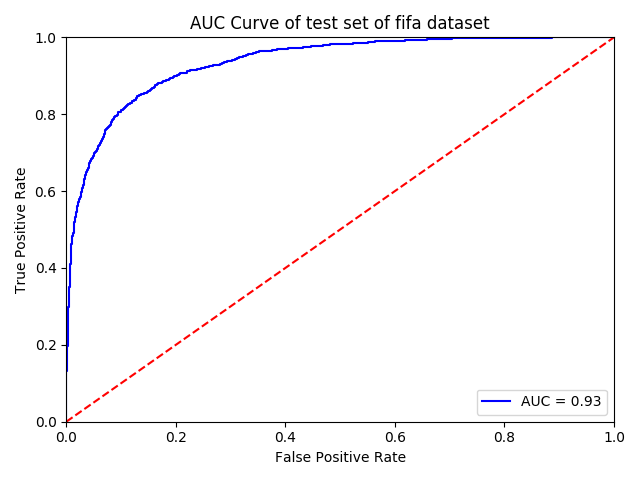 AUC Curve of test set of fifa dataset
1.0
0.8
0.6
0.4
0.2
0.0
True Positive Rate
AUC = 0.93
0.0 0.2 0.4 0.6 0.8 1.0
False Positive Rate